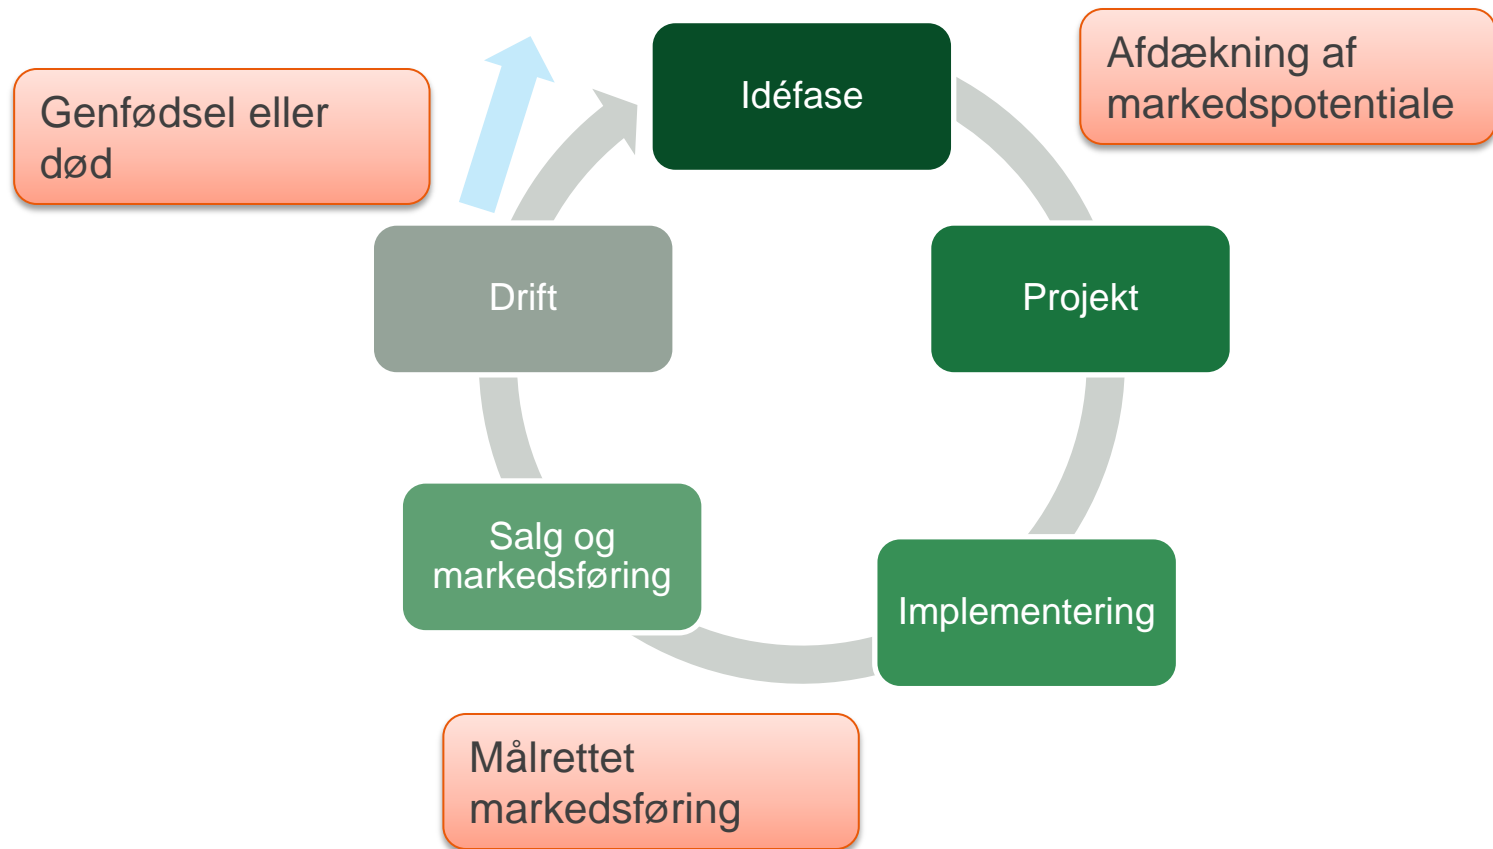 Idéfase
Afdækning af
markedspotentiale
Genfødsel eller
død
Drift
Projekt
Salg og
markedsføring
Implementering
Målrettet
markedsføring